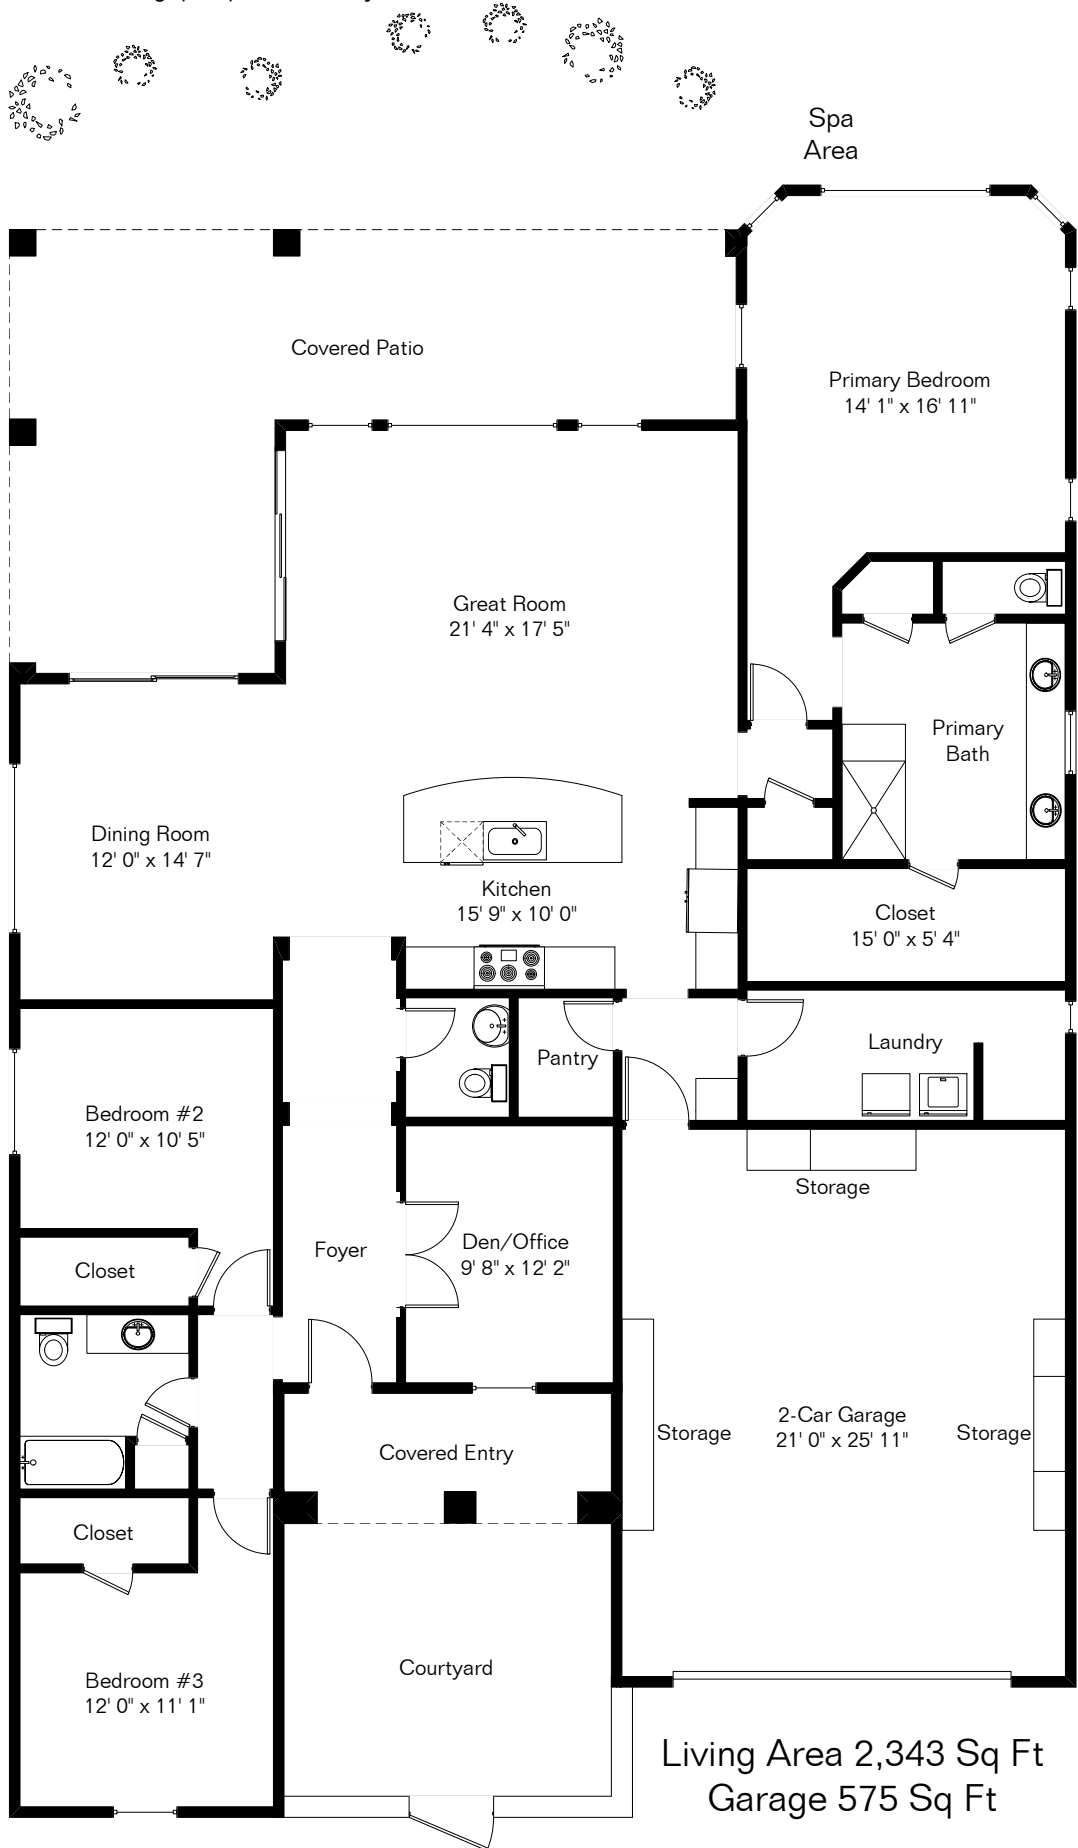 Spa
Area
Covered Patio
Primary Bedroom
14' 1" x 16' 11"
Great Room
21' 4" x 17' 5"
Primary
Bath
Dining Room
12' 0" x 14' 7"
Kitchen
15' 9" x 10' 0"
Closet
15' 0" x 5' 4"
Pantry
Laundry
Bedroom #2
12' 0" x 10' 5"
Storage
Closet
Foyer
Den/Office
9' 8" x 12' 2"
Storage
2-Car Garage
21' 0" x 25' 11"
Storage
Covered Entry
Closet
Courtyard
Bedroom #3
12' 0" x 11' 1"
Living Area 2,343 Sq Ft
Garage 575 Sq Ft